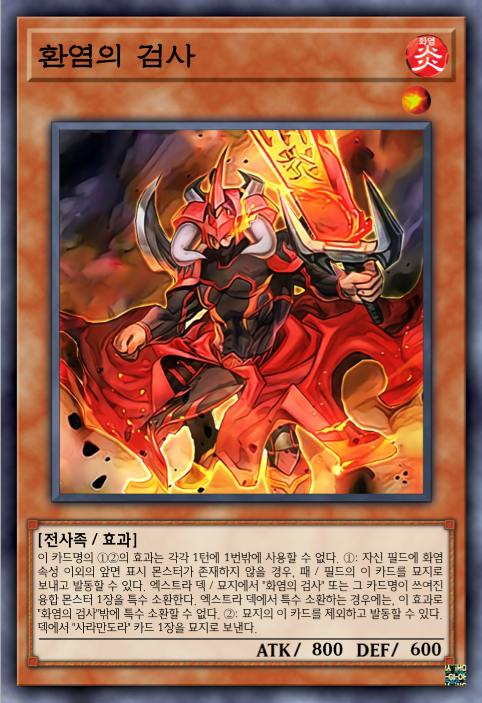 환염의 검사
화염
炎
[전사족 / 효과]
이 카드명의 ①②의 효과는 각각 1턴에 1번밖에 사용할 수 없다. ①: 자신 필드에 화염
속성 이외의 앞면 표시 몬스터가 존재하지 않을 경우, 패 / 필드의 이 카드를 묘지로
보내고 발동할 수 있다. 엑스트라 덱 / 묘지에서 "화염의 검사" 또는 그 카드명이 쓰여진
융합 몬스터 1장을 특수 소환한다. 엑스트라 덱에서 특수 소환하는 경우에는, 이 효과로
"화염의 검사"밖에 특수 소환할 수 없다. ②: 묘지의 이 카드를 제외하고 발동할 수 있다.
덱에서 "사라만도라" 카드 1장을 묘지로 보낸다.
ATK / 800 DEF / 600